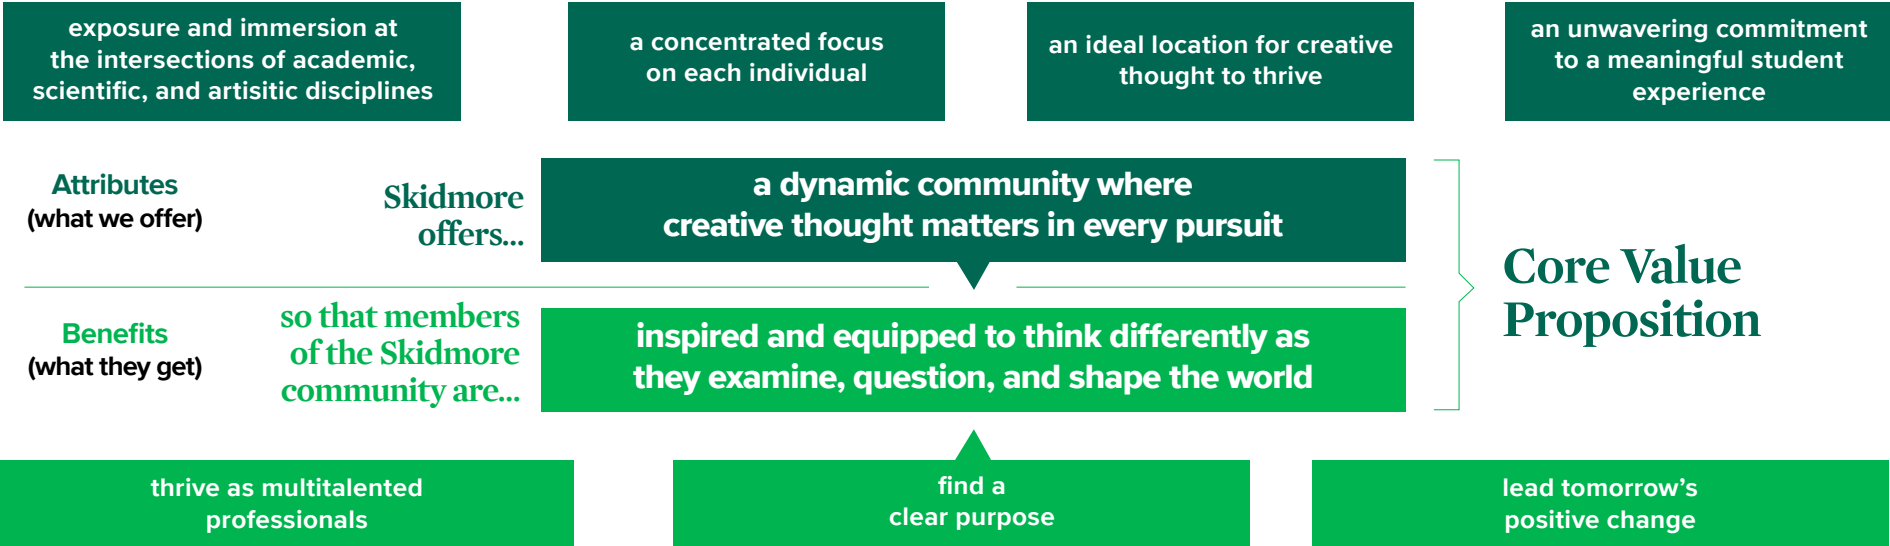 exposure and immersion at
the intersections of academic,
scientific, and artisitic disciplines
a concentrated focus
on each individual
an ideal location for creative
thought to thrive
an unwavering commitment
to a meaningful student
experience
Attributes
(what we offer)
Skidmore
offers...
a dynamic community where
creative thought matters in every pursuit
Benefits
(what they get)
so that members
of the Skidmore
community are...
inspired and equipped to think differently as
they examine, question, and shape the world
Core Value
Proposition
thrive as multitalented
professionals
find a
clear purpose
lead tomorrow’s
positive change